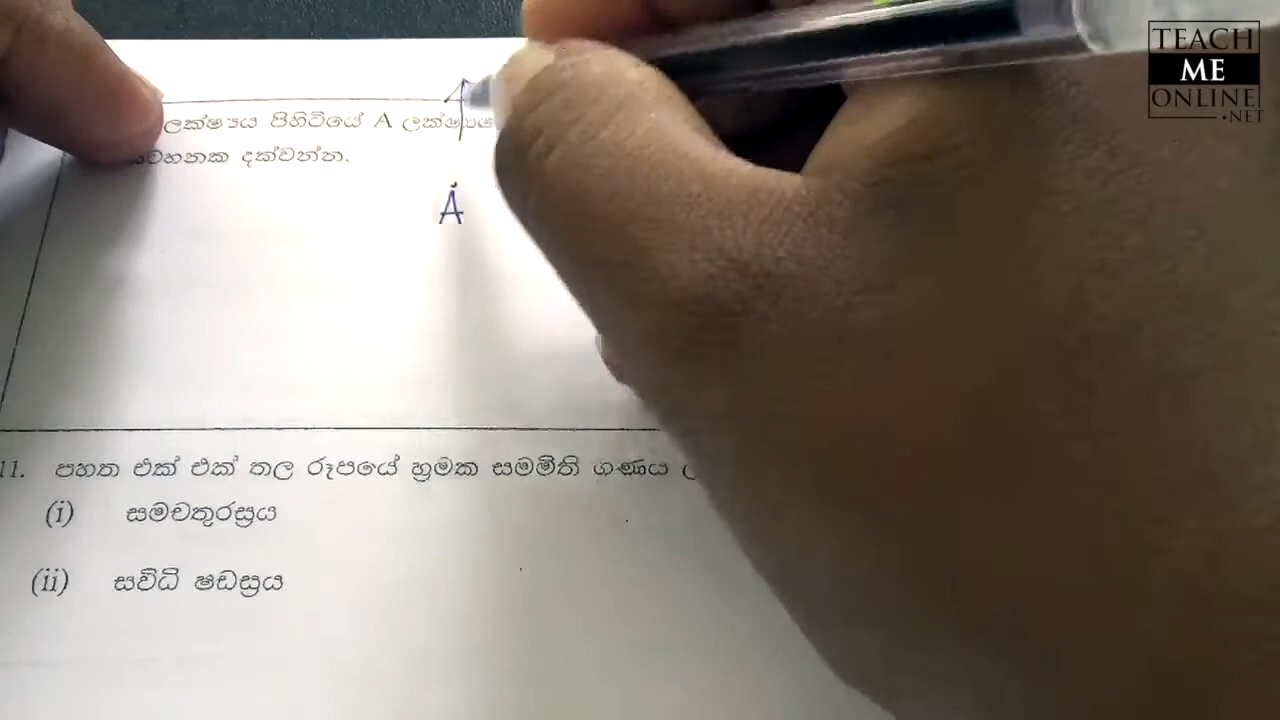 TEACH
ME
ONLINE
.NET
ලක්ෂ්‍යය පිහිටියේ A
දක්වන්න.
A
11. පහත එක් එක් තල රූපයේ භ්‍රමක සමමිති ගණය
(i) සමචතුරස්‍රය
(ii) සවිධි ෂඩස්‍රය